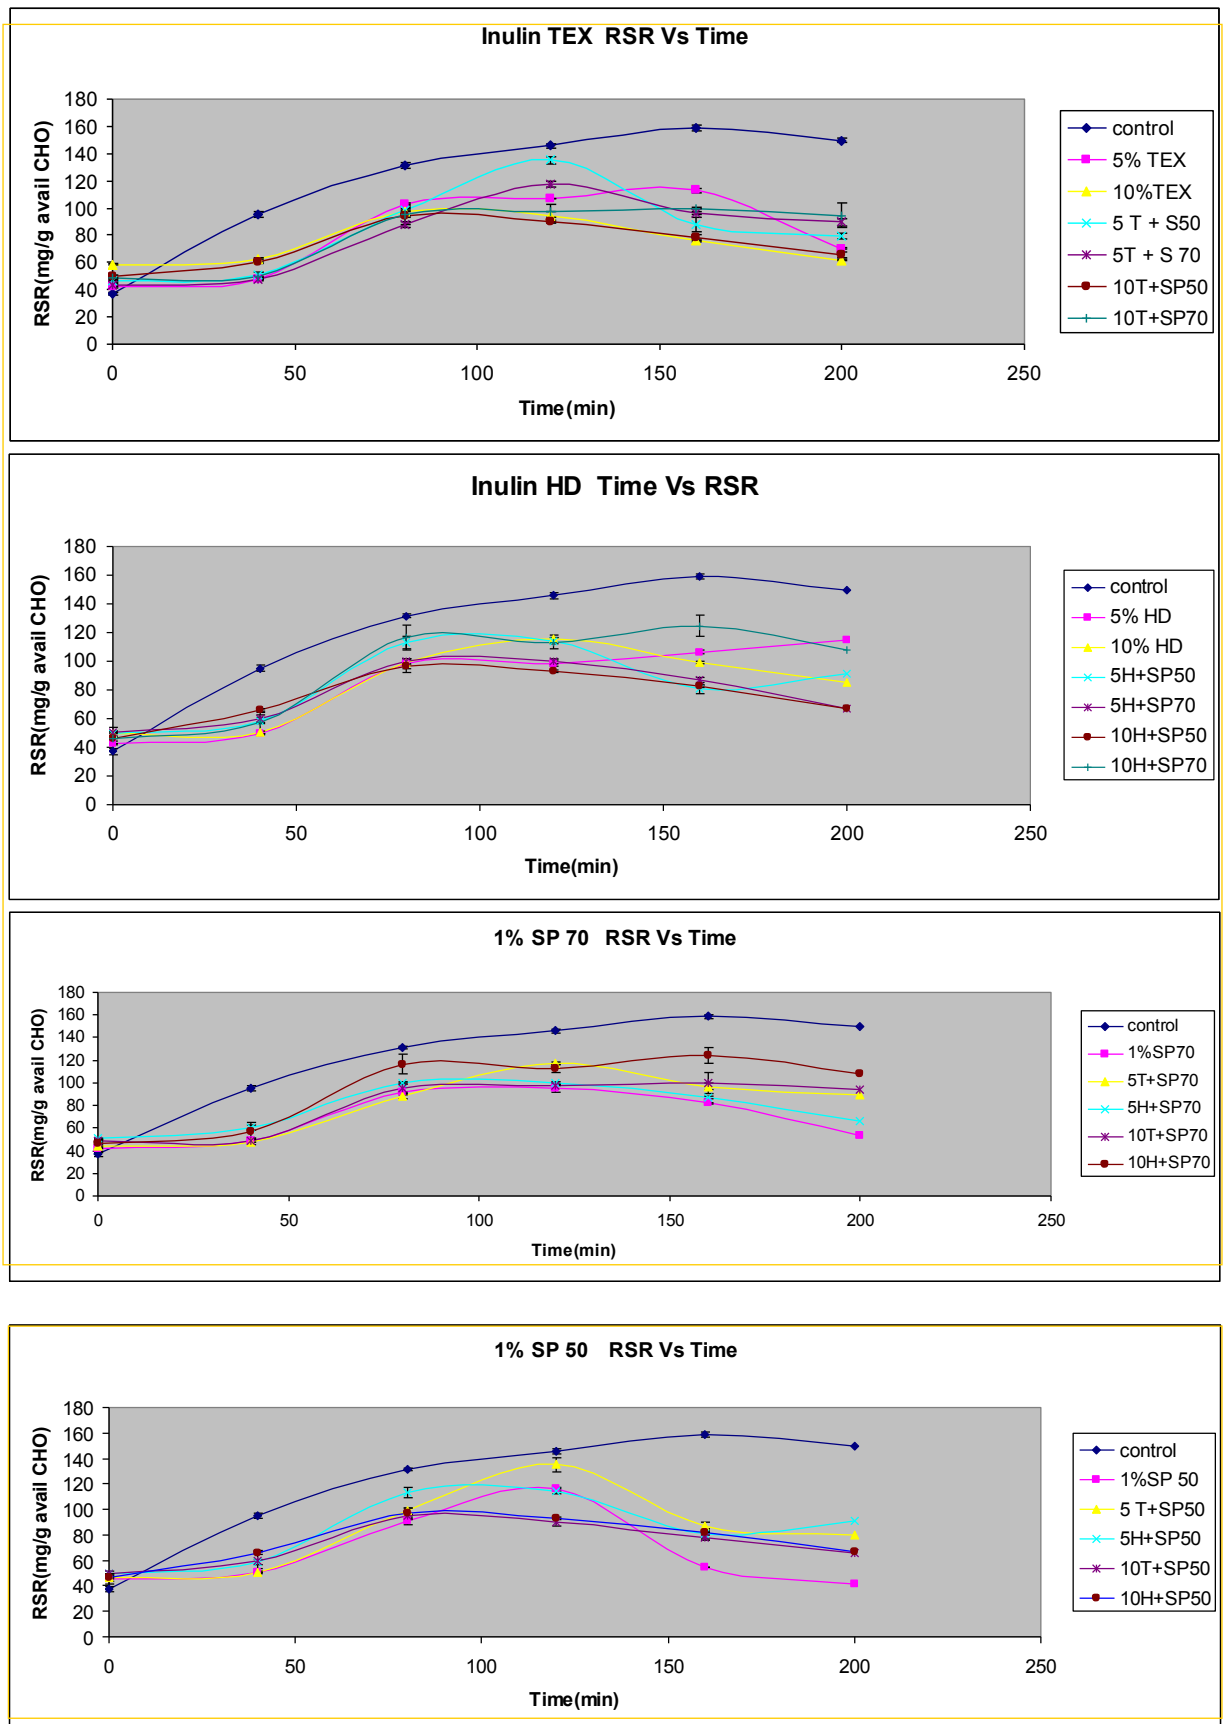 Inulin TEX  RSR Vs Time
RSR(mg/g avail CHO)
180
160
140
120
100
80
60
40
20
0
0 50 100 150 200 250
Time(min)
control
5% TEX
10%TEX
5 T + S50
5T + S 70
10T+SP50
10T+SP70
Inulin HD  Time Vs RSR
RSR(mg/g avail CHO)
180
160
140
120
100
80
60
40
20
0
0 50 100 150 200 250
Time(min)
control
5% HD
10% HD
5H+SP50
5H+SP70
10H+SP50
10H+SP70
1% SP 70   RSR Vs Time
RSR(mg/g avail CHO)
180
160
140
120
100
80
60
40
20
0
0 50 100 150 200 250
Time(min)
control
1%SP70
5T+SP70
5H+SP70
10T+SP70
10H+SP70
1% SP 50   RSR Vs Time
RSR(mg/g avail CHO)
180
160
140
120
100
80
60
40
20
0
0 50 100 150 200 250
Time(min)
control
1%SP 50
5 T+SP50
5H+SP50
10T+SP50
10H+SP50